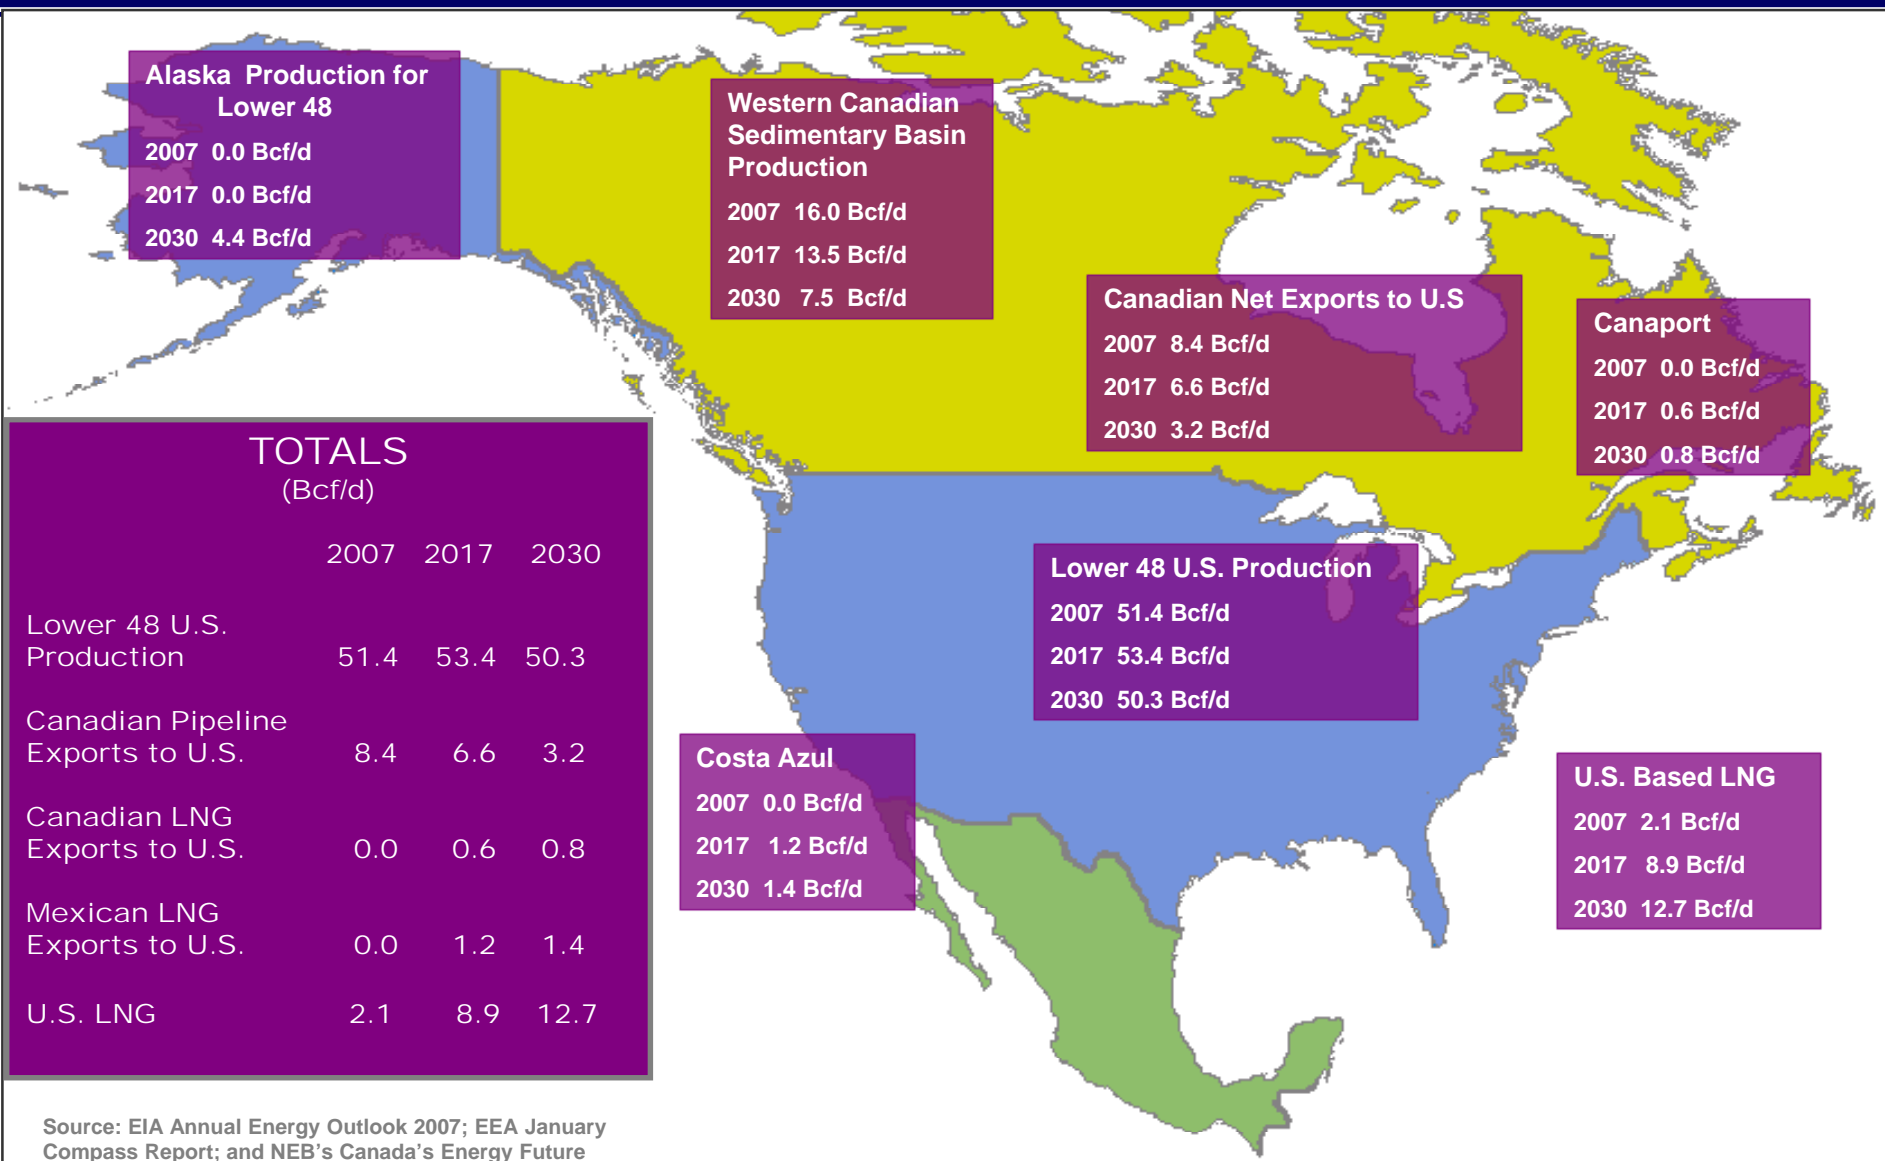 Alaska Production for
Lower 48
2007 0.0 Bcf/d
2017 0.0 Bcf/d
2030 4.4 Bcf/d
Western Canadian
Sedimentary Basin
Production
2007 16.0 Bcf/d
2017 13.5 Bcf/d
2030 7.5 Bcf/d
Canadian Net Exports to U.S
2007 8.4 Bcf/d
2017 6.6 Bcf/d
2030 3.2 Bcf/d
Canaport
2007 0.0 Bcf/d
2017 0.6 Bcf/d
2030 0.8 Bcf/d
TOTALS
(Bcf/d)
2007 2017 2030
Lower 48 U.S.
Production 51.4 53.4 50.3
Canadian Pipeline
Exports to U.S. 8.4 6.6 3.2
Canadian LNG
Exports to U.S. 0.0 0.6 0.8
Mexican LNG
Exports to U.S. 0.0 1.2 1.4
U.S. LNG 2.1 8.9 12.7
Lower 48 U.S. Production
2007 51.4 Bcf/d
2017 53.4 Bcf/d
2030 50.3 Bcf/d
Costa Azul
2007 0.0 Bcf/d
2017 1.2 Bcf/d
2030 1.4 Bcf/d
U.S. Based LNG
2007 2.1 Bcf/d
2017 8.9 Bcf/d
2030 12.7 Bcf/d
Source: EIA Annual Energy Outlook 2007; EEA January
Compass Report; and NEB's Canada's Energy Future